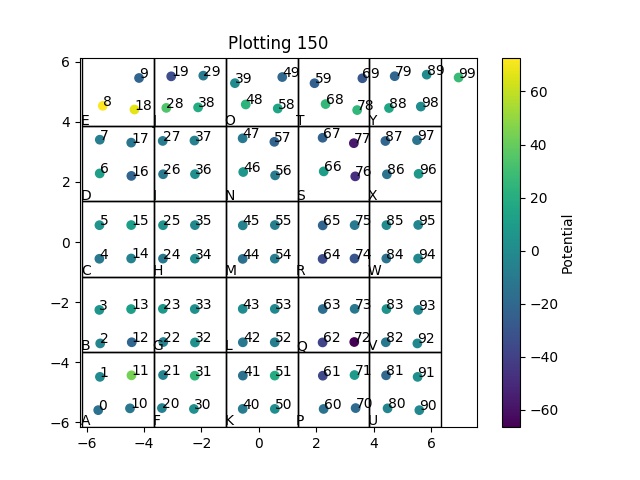 Plotting 150
6 9 19 29 39 49 59 69 79 89 99
8 18 28 38 48 58 68 78 88 98
4 E J O T Y
7 17 27 37 47 57 67 77 87 97
6 16 26 36 46 56 66 76 86 96
2 D I N S X
5 15 25 35 45 55 65 75 85 95
0 4 14 24 34 44 54 64 74 84 94
C H M R W
−2 3 13 23 33 43 53 63 73 83 93
2 12 22 32 42 52 62 72 82 92
B G L Q V
−4 1 11 21 31 41 51 61 71 81 91
0 10 20 30 40 50 60 70 80 90
−6 A F K P U
−6 −4 −2 0 2 4 6
60
40
20
0
−20
−40
−60
Potential